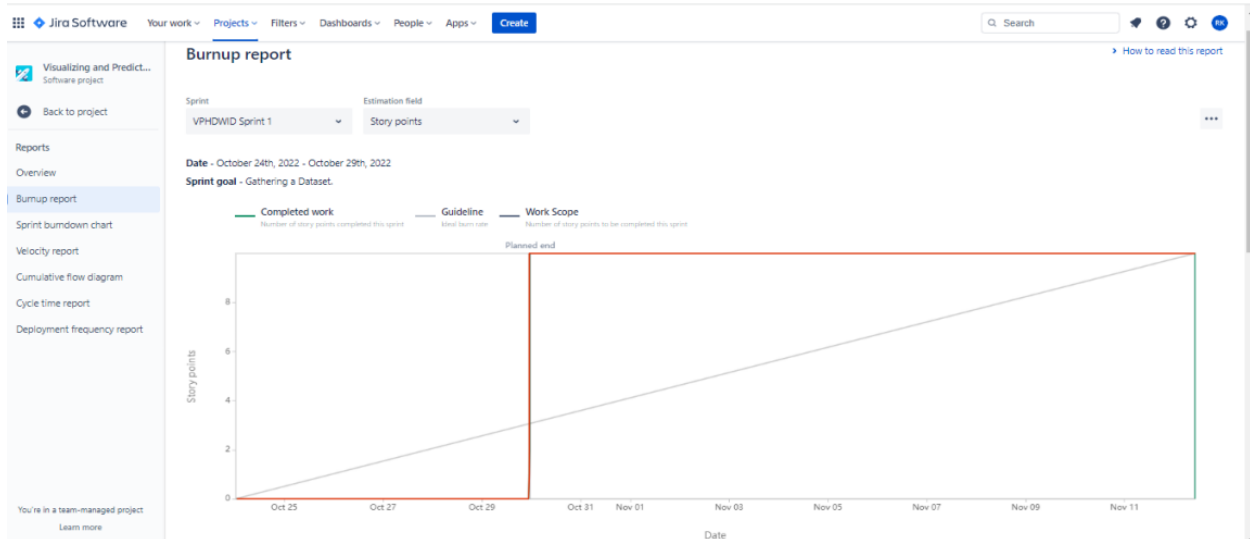 Jira Software Your work Projects Filters Dashboards People Apps Create Search RK
Visualizing and Predict...
Software project
Back to project
Reports
Overview
Burnup report
Sprint burndown chart
Velocity report
Cumulative flow diagram
Cycle time report
Deployment frequency report
You're in a team-managed project
Learn more
Burnup report
How to read this report
Sprint
VPHDWID Sprint 1
Estimation field
Story points
Date - October 24th, 2022 - October 29th, 2022
Sprint goal - Gathering a Dataset.
Completed work
Number of story points completed this sprint
Guideline
Ideal burn rate
Work Scope
Number of story points to be completed this sprint
Planned end
Story points
8
6
4
2
0
Oct 25 Oct 27 Oct 29 Oct 31 Nov 01 Nov 03 Nov 05 Nov 07 Nov 09 Nov 11
Date